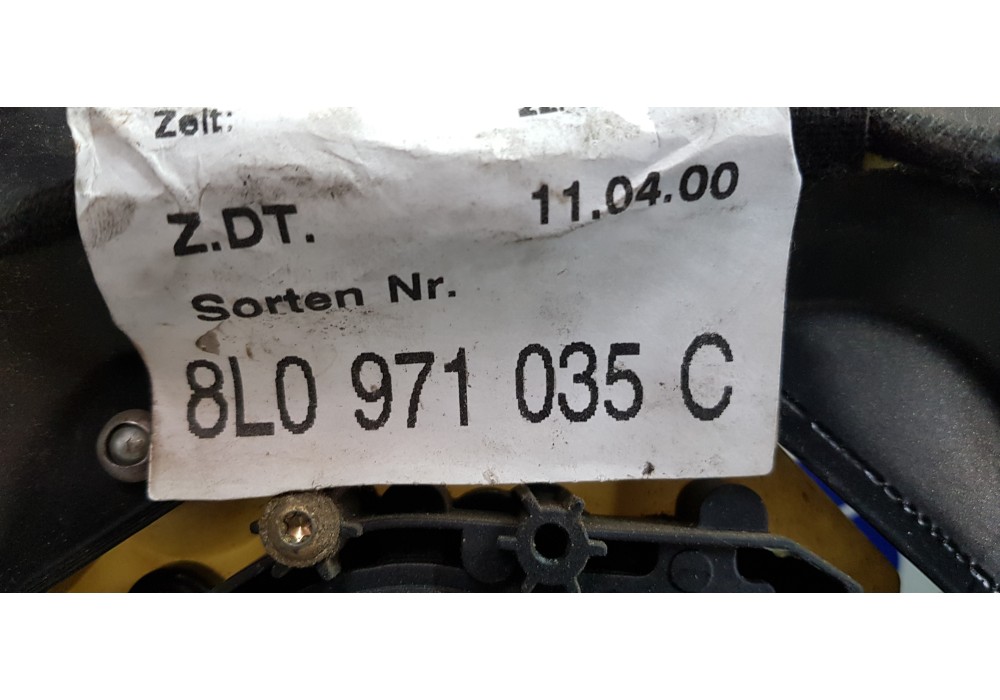 Zeit:
Z.DT. 11.04.00
Sorten Nr.
8L0 971 035 C